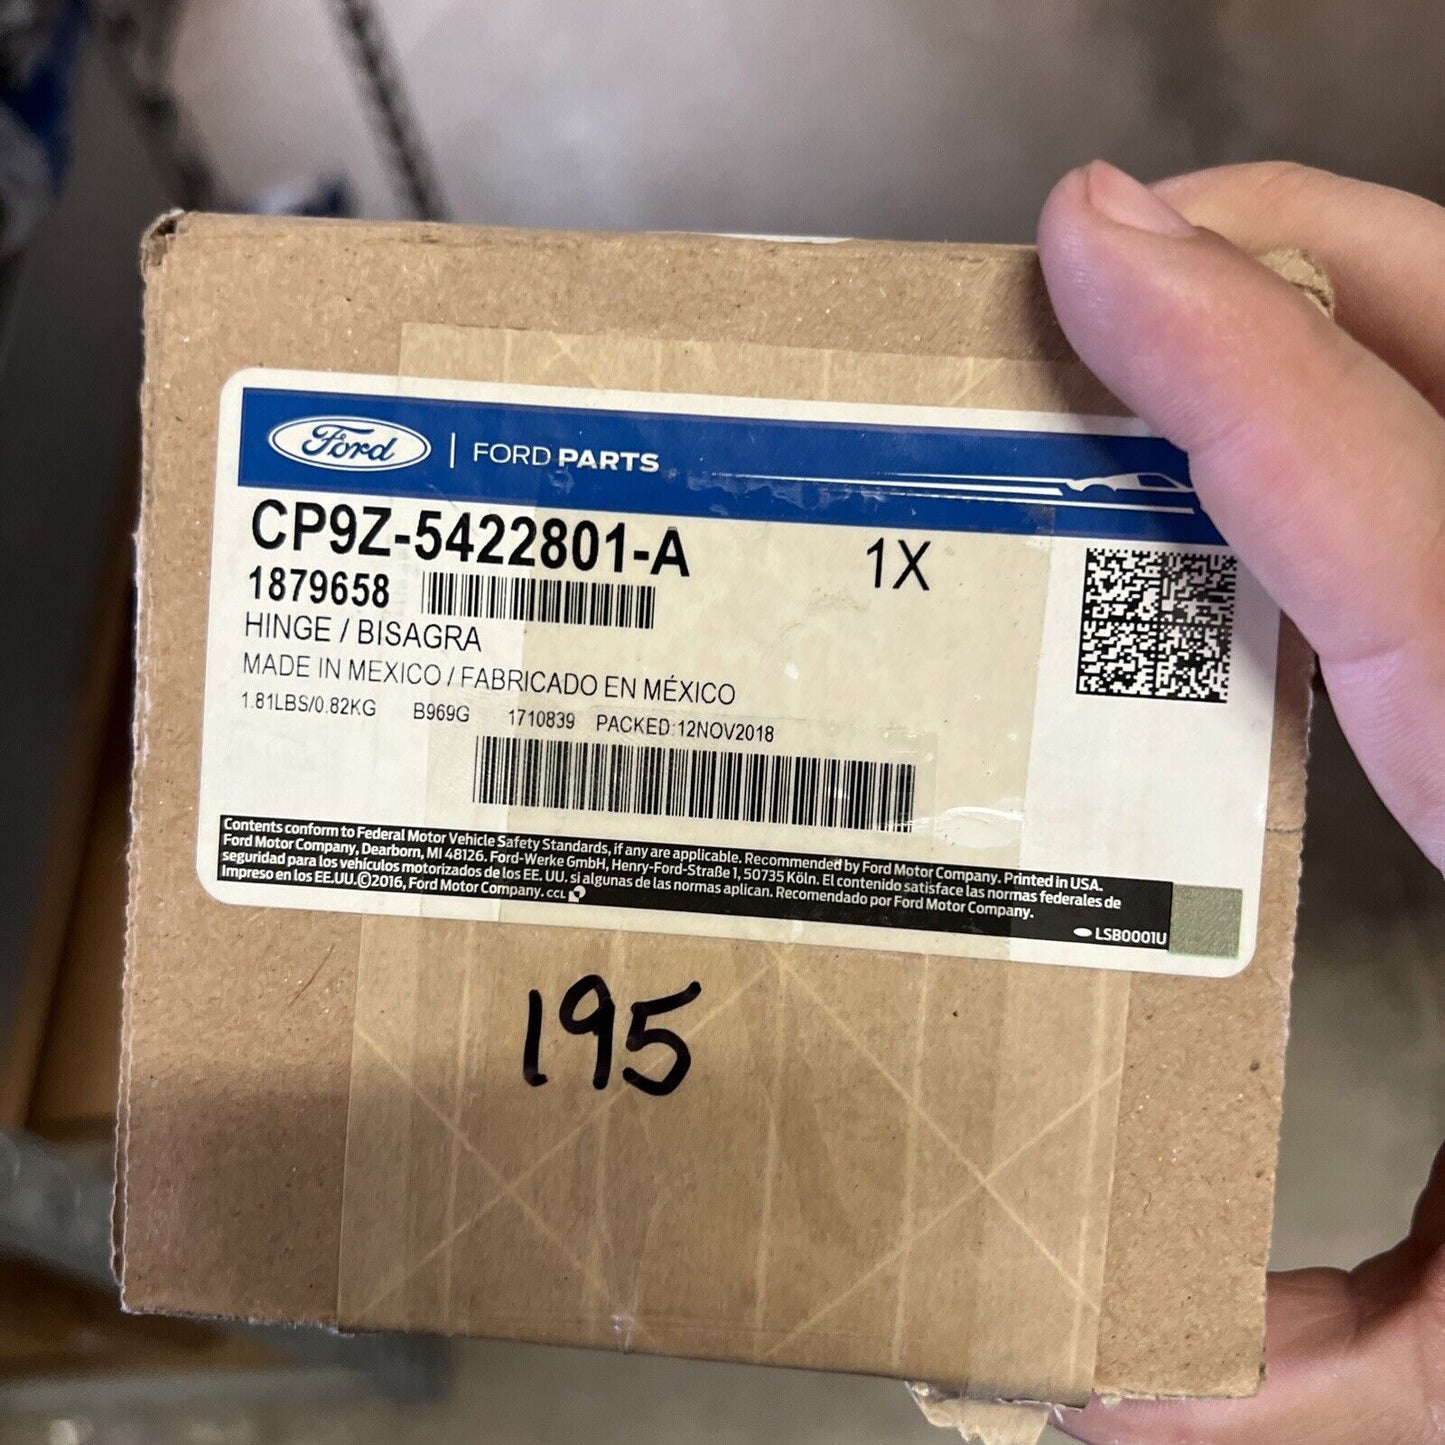 Ford | FORD PARTS
CP9Z-5422801-A 1X
1879658
HINGE / BISAGRA
MADE IN MEXICO / FABRICADO EN MÉXICO
1.81LBS/0.82KG B969G 1710839 PACKED:12NOV2018
Contents conform to Federal Motor Vehicle Safety Standards, if any are applicable. Recommended by Ford Motor Company. Printed in USA.
Ford Motor Company, Dearborn, MI 48126. Ford-Werke GmbH, Henry-Ford-Straße 1, 50735 Köln. El contenido satisface las normas federales de
seguridad para los vehículos motorizados de los EE. UU. si algunas de las normas aplican. Recomendado por Ford Motor Company.
Impreso en los EE.UU.©2016, Ford Motor Company. CCL
LSB0001U
195